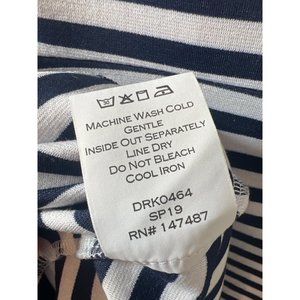 MACHINE WASH COLD
GENTLE
INSIDE OUT SEPARATELY
LINE DRY
DO NOT BLEACH
COOL IRON
DRK0464
SP19
RN# 147487